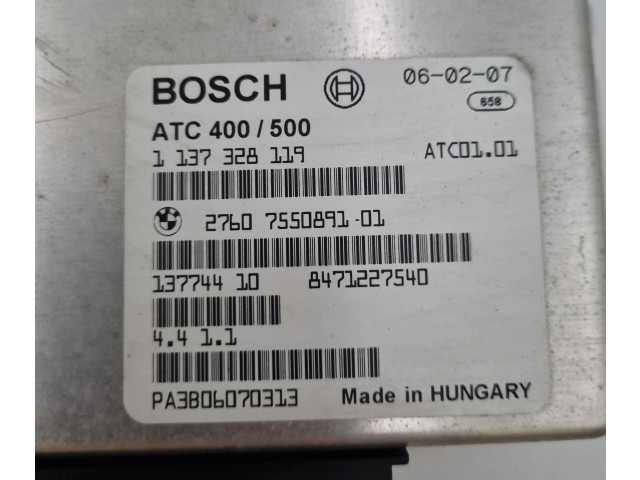 BOSCH 06-02-07
658
ATC 400 / 500
1 137 328 119 ATC01.01
2760 7550891-01
137744 10 8471227540
4.4 1.1
PA3B06070313 Made in HUNGARY